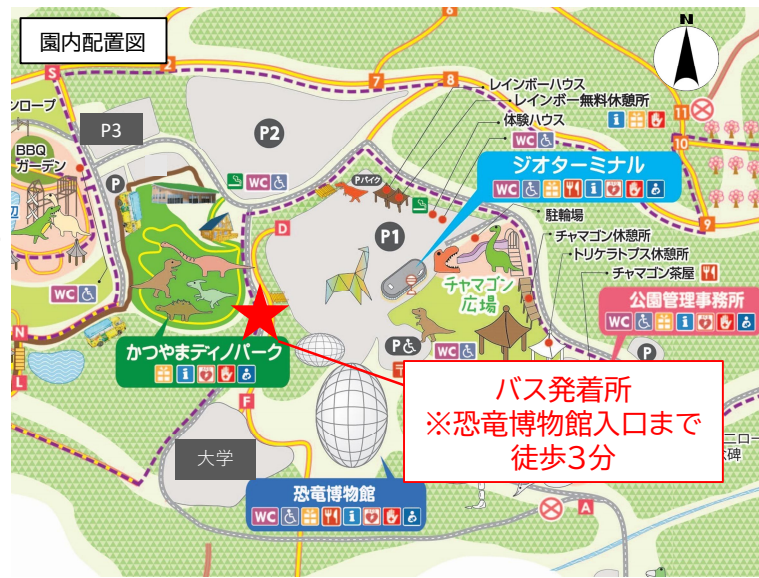 園内配置図
N
S
2
6
7
8
レインボーハウス
レインボー無料休憩所
体験ハウス
WC
11
10
9
ンロープ
P3
P2
BBQ
ガーデン
P
WC
Pバイク
ジオターミナル
WC
D
P1
駐輪場
チャマゴン休憩所
トリケラトプス休憩所
チャマゴン茶屋
チャマゴン
広場
公園管理事務所
WC
P
WC
N
L
かつやまディノパーク
P
WC
F
バス発着所
※恐竜博物館入口まで
徒歩3分
大学
恐竜博物館
WC
A